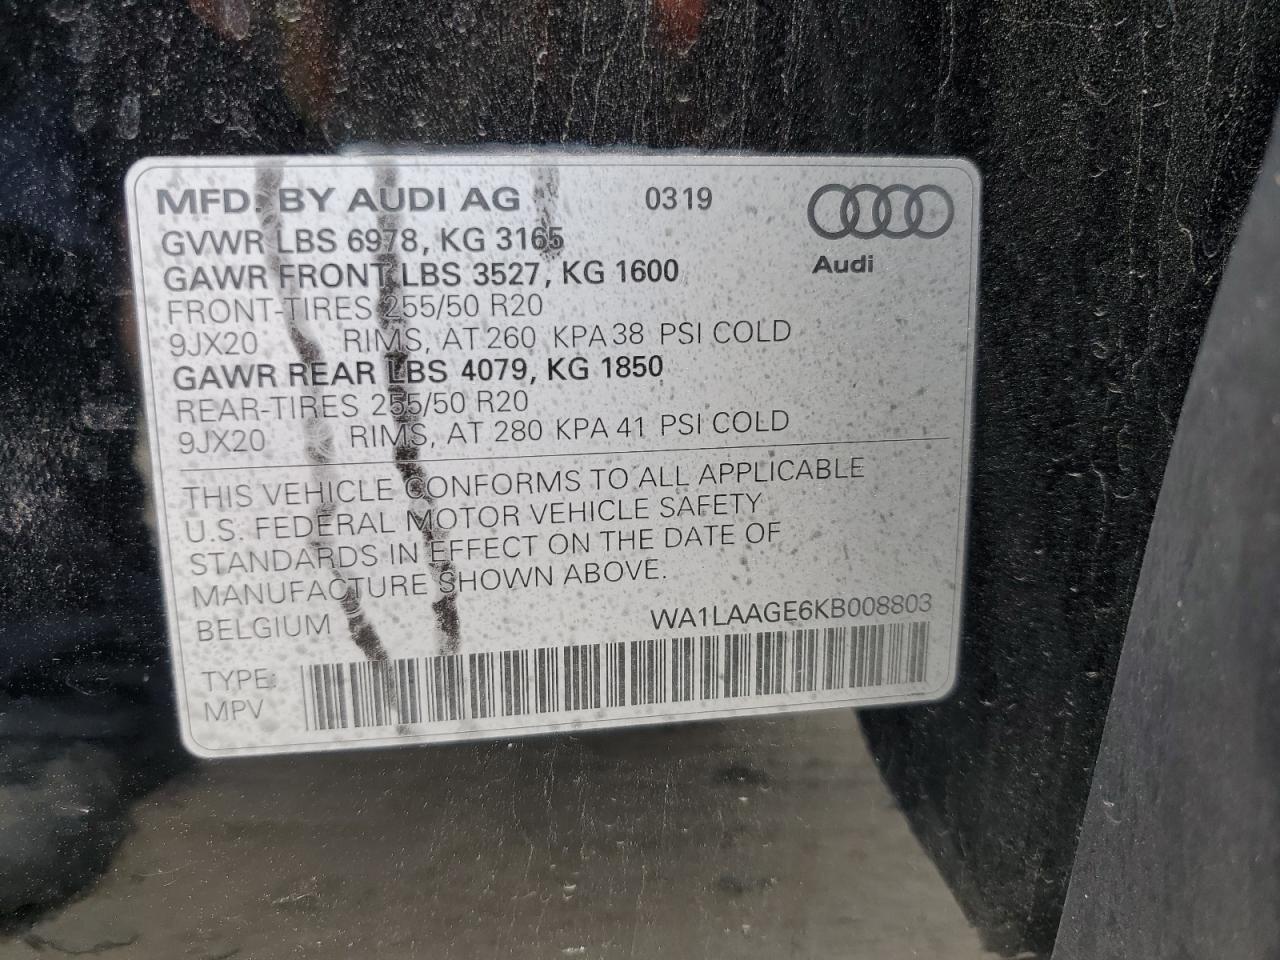 MFD. BY AUDI AG 0319
GVWR LBS 6978, KG 3165
GAWR FRONT LBS 3527, KG 1600
Audi
FRONT-TIRES 255/50 R20
9JX20 RIMS, AT 260 KPA 38 PSI COLD
GAWR REAR LBS 4079, KG 1850
REAR-TIRES 255/50 R20
9JX20 RIMS, AT 280 KPA 41 PSI COLD
THIS VEHICLE CONFORMS TO ALL APPLICABLE
U.S. FEDERAL MOTOR VEHICLE SAFETY
STANDARDS IN EFFECT ON THE DATE OF
MANUFACTURE SHOWN ABOVE.
BELGIUM WA1LAAGE6KB008803
TYPE:
MPV